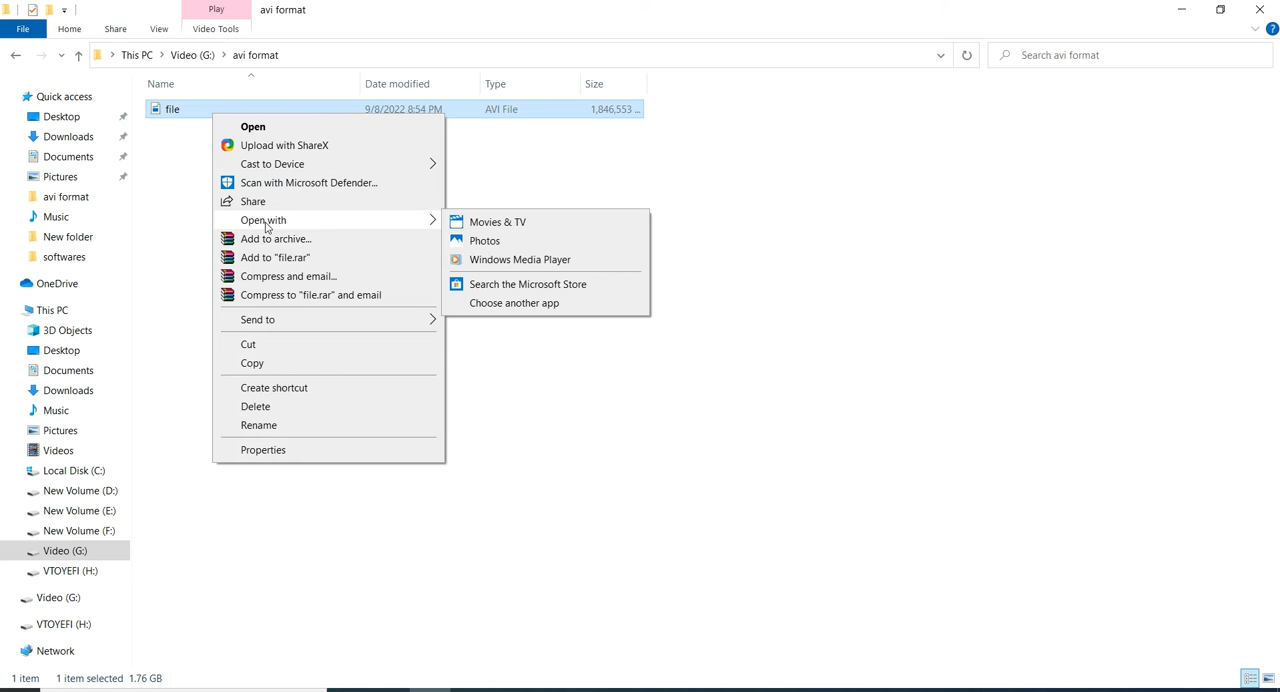 Play
avi format
File
Home
Share
View
Video Tools
?
This PC > Video (G:) > avi format
Search avi format
Name
Date modified
Type
Size
file
9/8/2022 8:54 PM
AVI File
1,846,553 ...
Quick access
Desktop
Downloads
Documents
Pictures
avi format
Music
New folder
softwares
OneDrive
This PC
3D Objects
Desktop
Documents
Downloads
Music
Pictures
Videos
Local Disk (C:)
New Volume (D:)
New Volume (E:)
New Volume (F:)
Video (G:)
VTOYEFI (H:)
Video (G:)
VTOYEFI (H:)
Network
Open
Upload with ShareX
Cast to Device
Scan with Microsoft Defender...
Share
Open with
Add to archive...
Add to "file.rar"
Compress and email...
Compress to "file.rar" and email
Send to
Cut
Copy
Create shortcut
Delete
Rename
Properties
Movies & TV
Photos
Windows Media Player
Search the Microsoft Store
Choose another app
1 item
1 item selected 1.76 GB